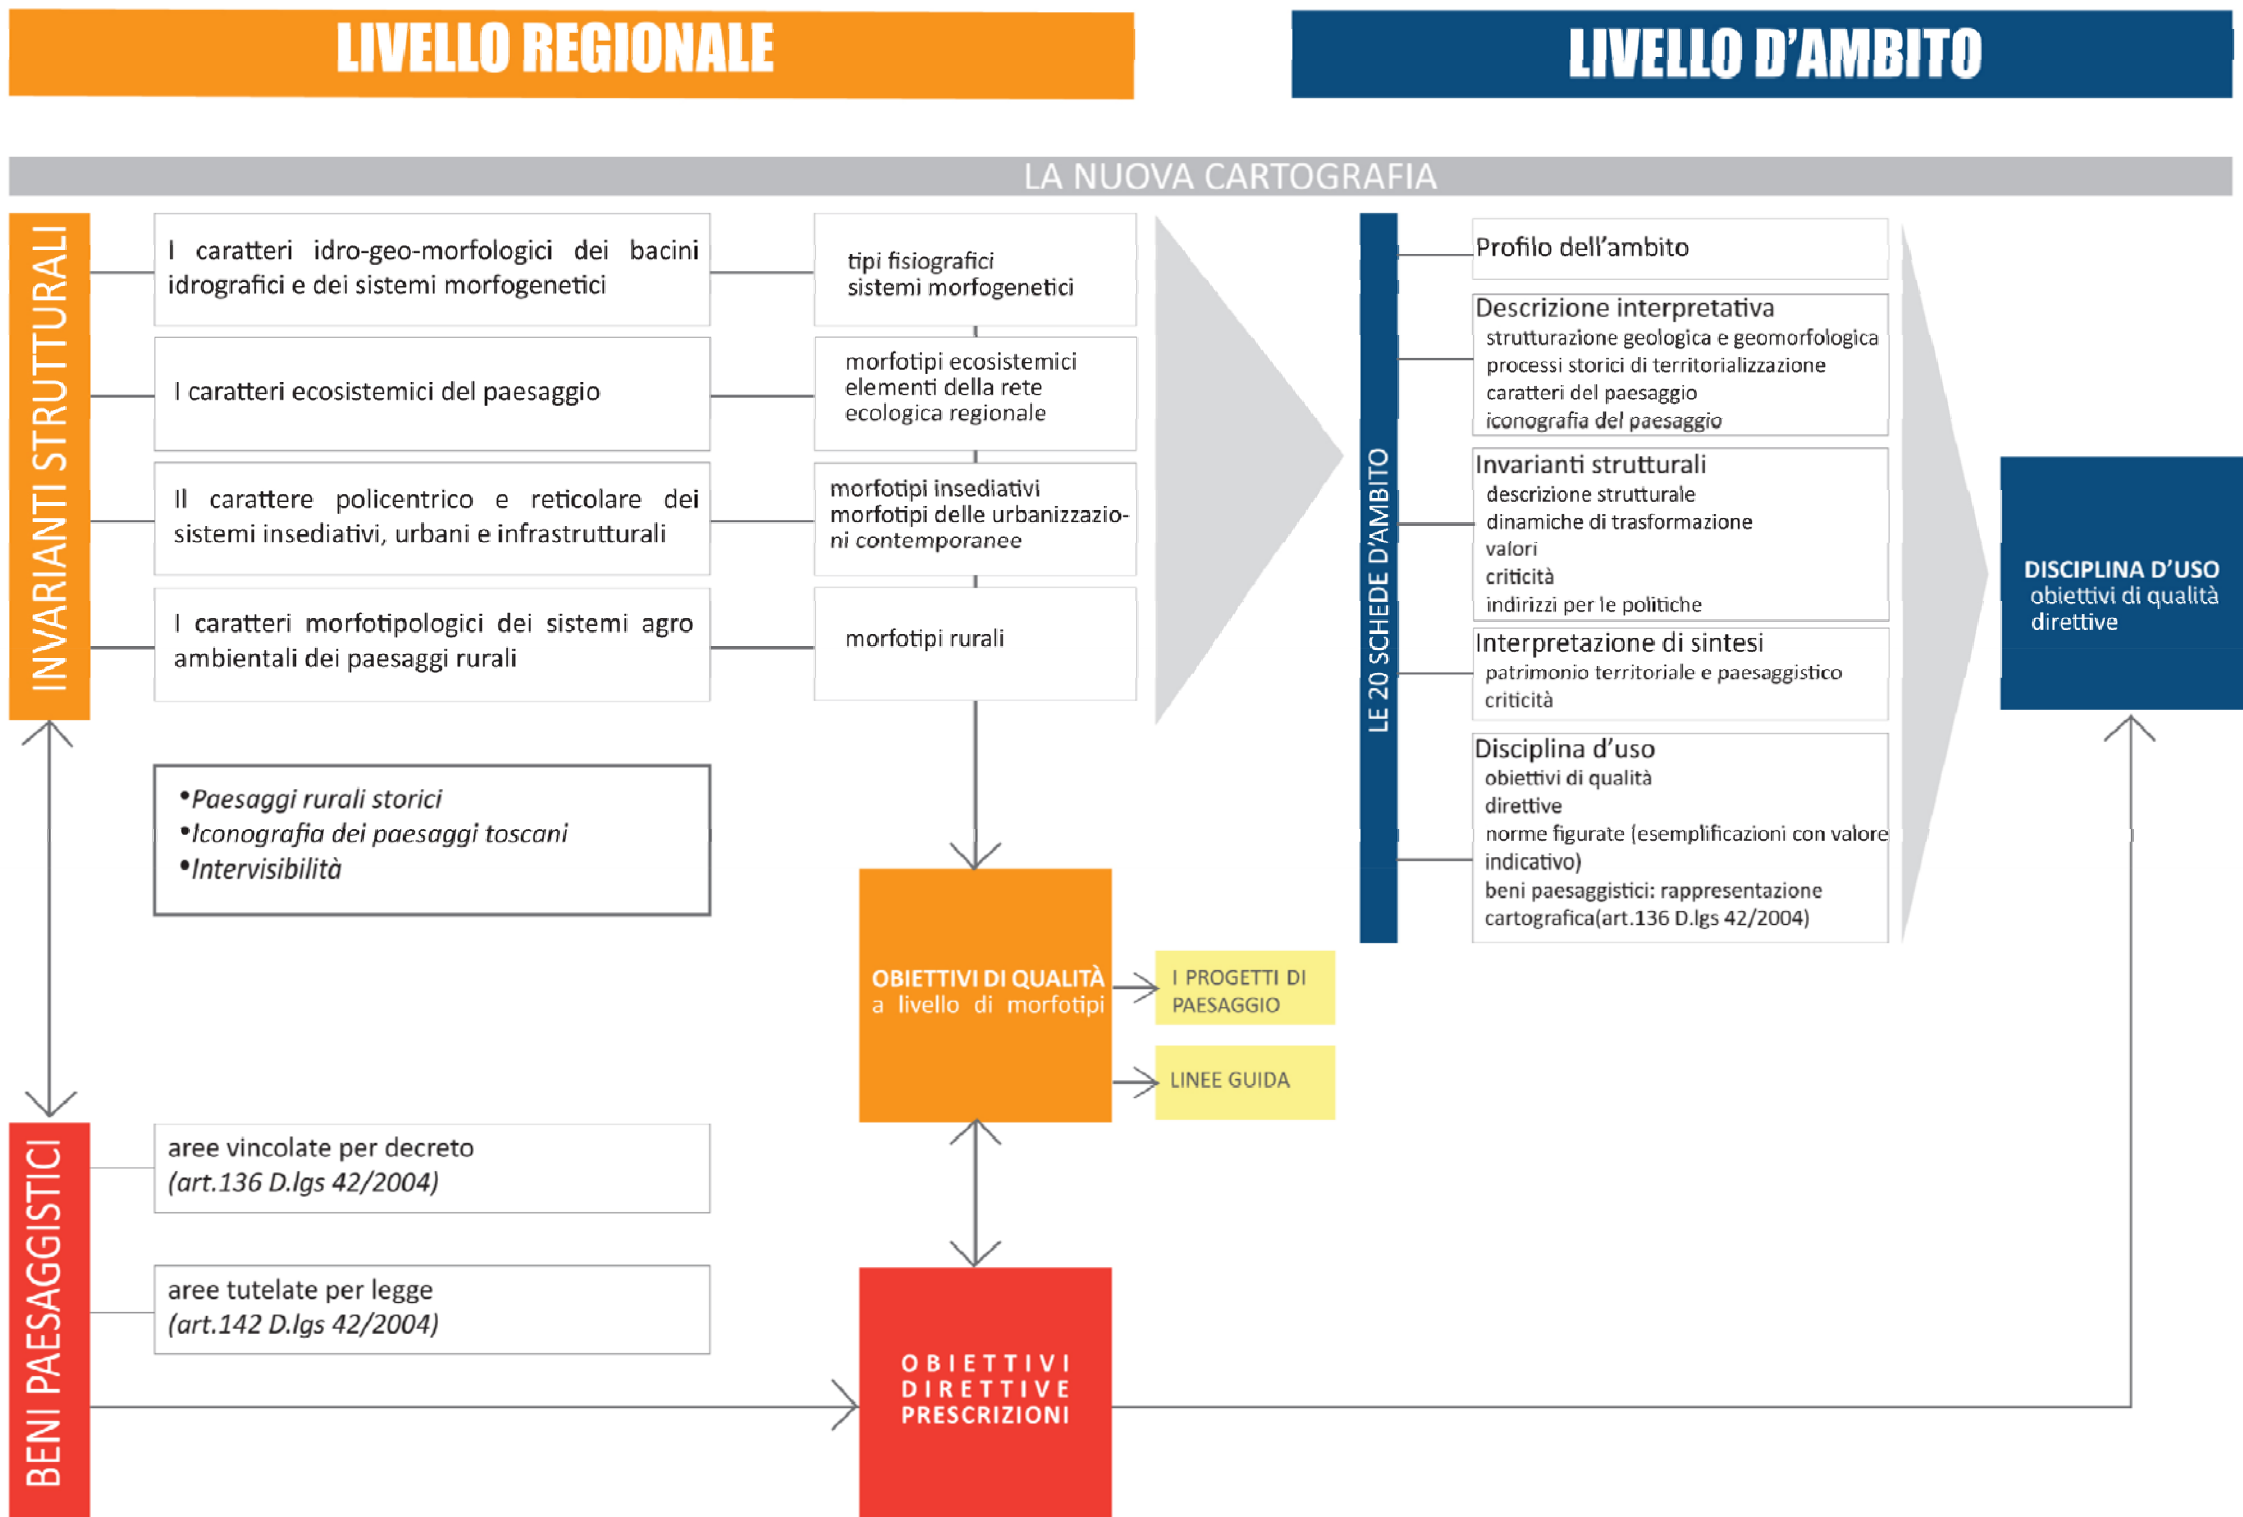 LIVELLO REGIONALE
LIVELLO D'AMBITO
LA NUOVA CARTOGRAFIA
INVARIANTI STRUTTURALI
I caratteri idro-geo-morfologici dei bacini
idrografici e dei sistemi morfogenetici
I caratteri ecosistemici del paesaggio
Il carattere policentrico e reticolare dei
sistemi insediativi, urbani e infrastrutturali
I caratteri morfotipologici dei sistemi agro
ambientali dei paesaggi rurali
tipi fisiografici
sistemi morfogenetici
morfotipi ecosistemici
elementi della rete
ecologica regionale
morfotipi insediativi
morfotipi delle urbanizzazio-
ni contemporanee
morfotipi rurali
•Paesaggi rurali storici
•Iconografia dei paesaggi toscani
•Intervisibilità
OBIETTIVI DI QUALITÀ
a livello di morfotipi
I PROGETTI DI
PAESAGGIO
LINEE GUIDA
BENI PAESAGGISTICI
aree vincolate per decreto
(art.136 D.lgs 42/2004)
aree tutelate per legge
(art.142 D.lgs 42/2004)
OBIETTIVI
DIRETTIVE
PRESCRIZIONI
LE 20 SCHEDE D'AMBITO
Profilo dell'ambito
Descrizione interpretativa
strutturazione geologica e geomorfologica
processi storici di territorializzazione
caratteri del paesaggio
iconografia del paesaggio
Invarianti strutturali
descrizione strutturale
dinamiche di trasformazione
valori
criticità
indirizzi per le politiche
Interpretazione di sintesi
patrimonio territoriale e paesaggistico
criticità
Disciplina d'uso
obiettivi di qualità
direttive
norme figurate (esemplificazioni con valore
indicativo)
beni paesaggistici: rappresentazione
cartografica(art.136 D.lgs 42/2004)
DISCIPLINA D'USO
obiettivi di qualità
direttive